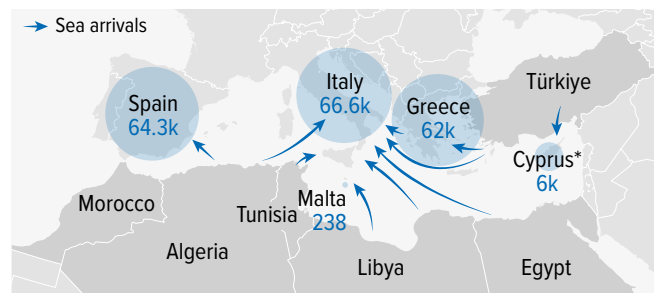 Sea arrivals
Spain
64.3k
Italy
66.6k
Greece
62k
Türkiye
Cyprus*
6k
Morocco
Tunisia
Malta
238
Algeria
Libya
Egypt